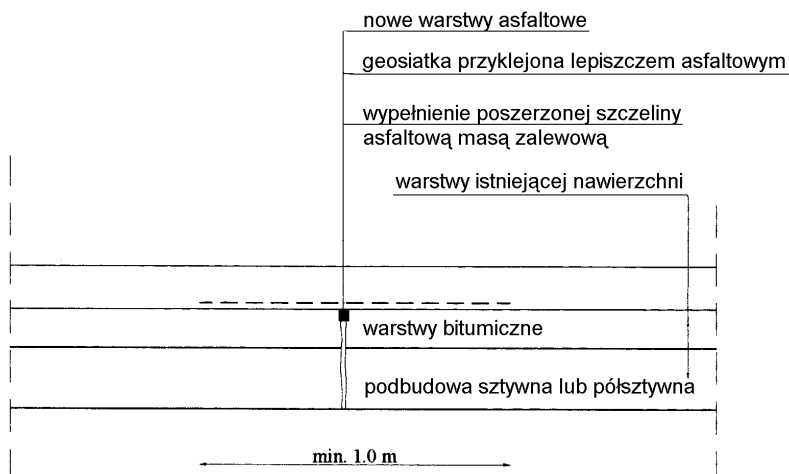 nowe warstwy asfaltowe
geosiatka przyklejona lepiszczem asfaltowym
wypełnienie poszerzonej szczeliny
asfaltową masą zalewową
warstwy istniejącej nawierzchni
warstwy bitumiczne
podbudowa sztywna lub półsztywna
min. 1.0 m